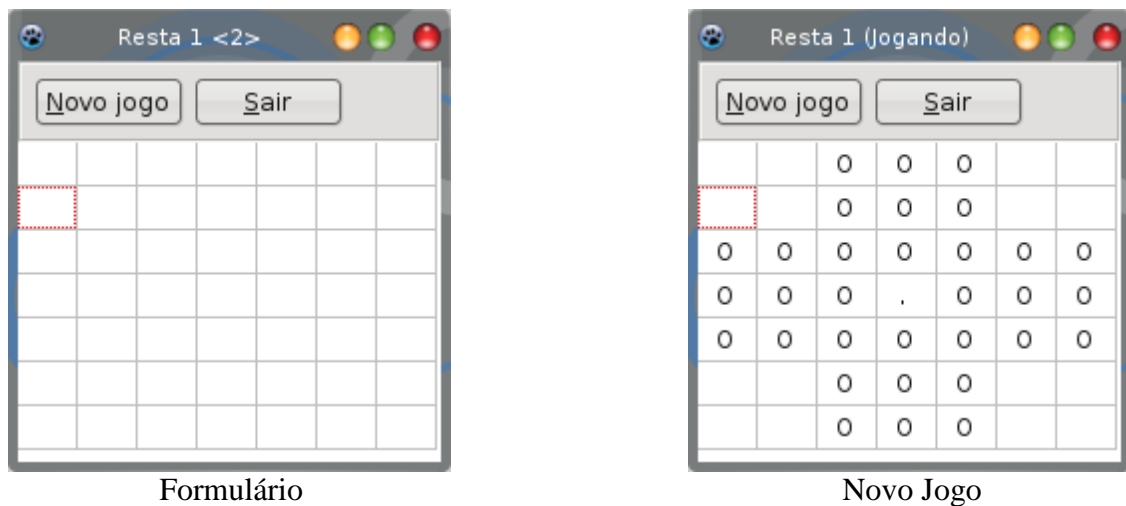 Resta 1 <2>
Novo jogo Sair
Formulário
Resta 1 (Jogando)
Novo jogo Sair
O O O
O O O
O O O O O O O
O O O . O O O
O O O O O O O
O O O
O O O
Novo Jogo